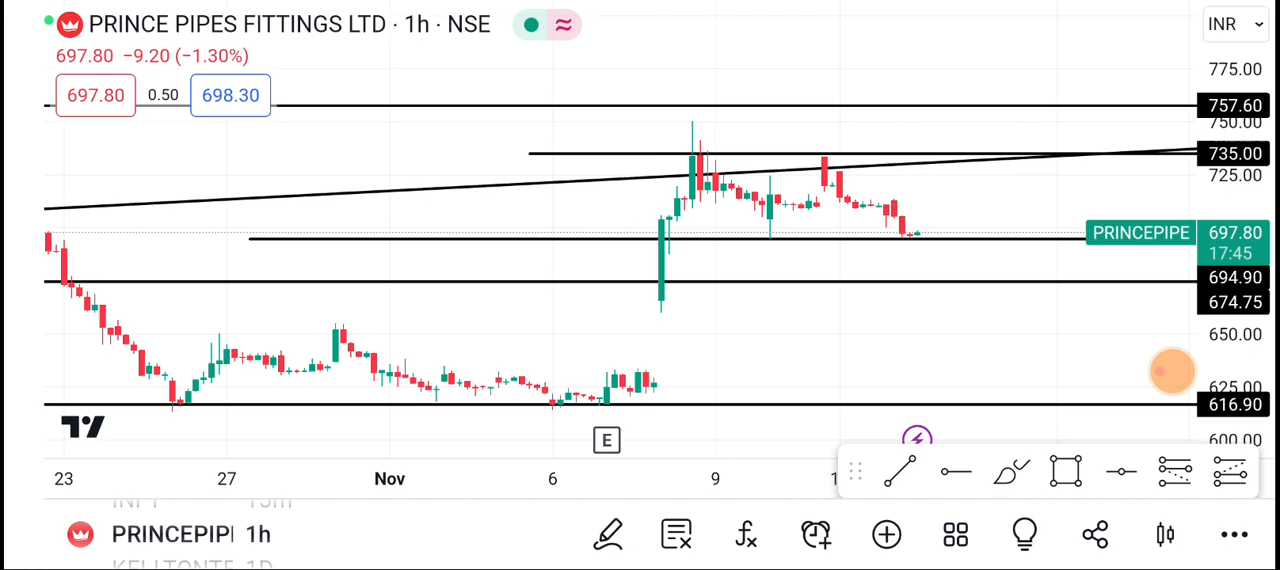 PRINCE PIPES FITTINGS LTD · 1h · NSE
INR
697.80 −9.20 (−1.30%)
697.80 0.50 698.30
775.00
757.60
750.00
735.00
725.00
PRINCEPIPE 697.80
17:45
694.90
674.75
650.00
625.00
616.90
600.00
E
23 27 Nov 6 9
PRINCEPIPI 1h